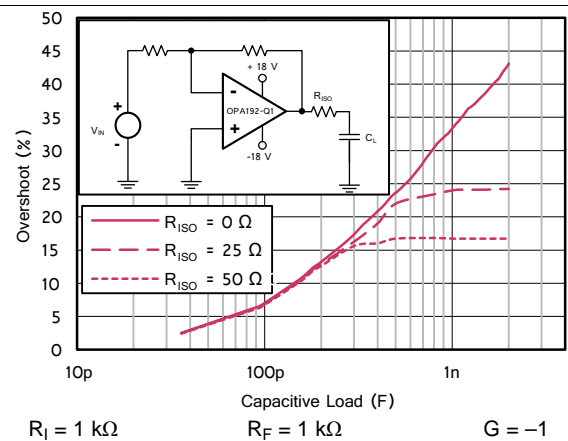 50
45
40
35
30
25
20
15
10
5
0
Overshoot (%)
+ 18 V
-
OPA192-Q1
+
-18 V
R_ISO
C_L
+
V_IN
-
R_ISO = 0 Ω
R_ISO = 25 Ω
R_ISO = 50 Ω
10p 100p 1n
Capacitive Load (F)
R_I = 1 kΩ R_F = 1 kΩ G = –1